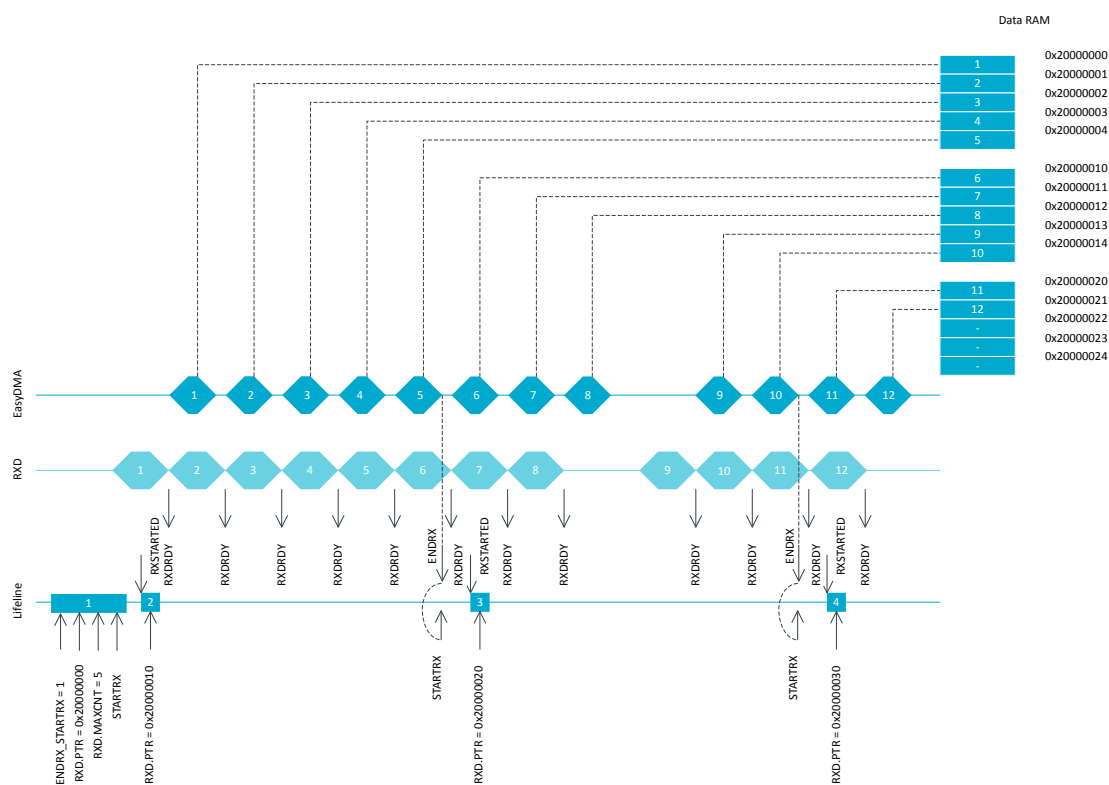 Data RAM
0x20000000
1
0x20000001
2
0x20000002
3
0x20000003
4
0x20000004
5
0x20000010
6
0x20000011
7
0x20000012
8
0x20000013
9
0x20000014
10
0x20000020
11
0x20000021
12
0x20000022
-
0x20000023
-
0x20000024
-
EasyDMA
1 2 3 4 5 6 7 8 9 10 11 12
RXD
1 2 3 4 5 6 7 8 9 10 11 12
RXSTARTED
RXDRDY
RXDRDY
RXDRDY
RXDRDY
RXDRDY
ENDRX
RXDRDY
RXSTARTED
RXDRDY
RXDRDY
RXDRDY
RXDRDY
ENDRX
RXDRDY
RXSTARTED
RXDRDY
Lifeline
1 2 3 4
ENDRX_STARTRX = 1
RXD.PTR = 0x20000000
RXD.MAXCNT = 5
STARTRX
RXD.PTR = 0x20000010
STARTRX
RXD.PTR = 0x20000020
STARTRX
RXD.PTR = 0x20000030